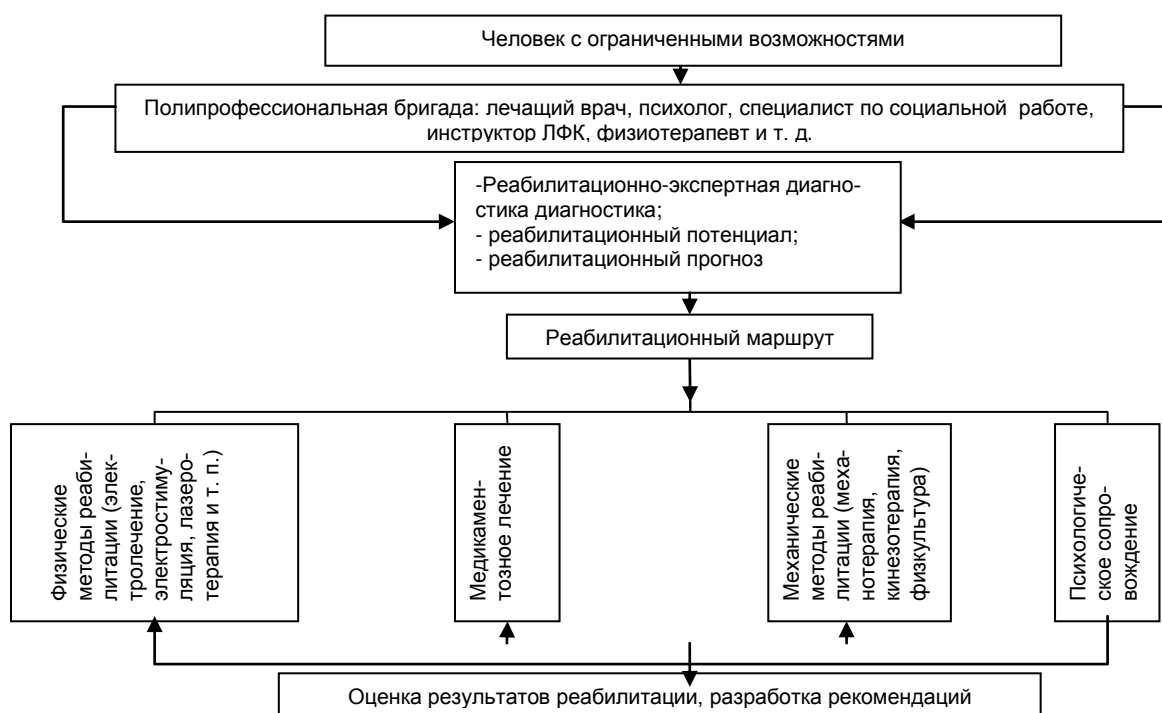 Человек с ограниченными возможностями
Полипрофессиональная бригада: лечащий врач, психолог, специалист по социальной работе,
инструктор ЛФК, физиотерапевт и т. д.
-Реабилитационно-экспертная диагно-
стика диагностика;
- реабилитационный потенциал;
- реабилитационный прогноз
Реабилитационный маршрут
Физические
методы реаби-
литации (элек-
тролечение,
электростиму-
ляция, лазеро-
терапия и т. п.)
Медикамен-
тозное лечение
Механические
методы реаби-
литации (меха-
нотерапия,
кинезотерапия,
физкультура)
Психологиче-
ское сопро-
вождение
Оценка результатов реабилитации, разработка рекомендаций